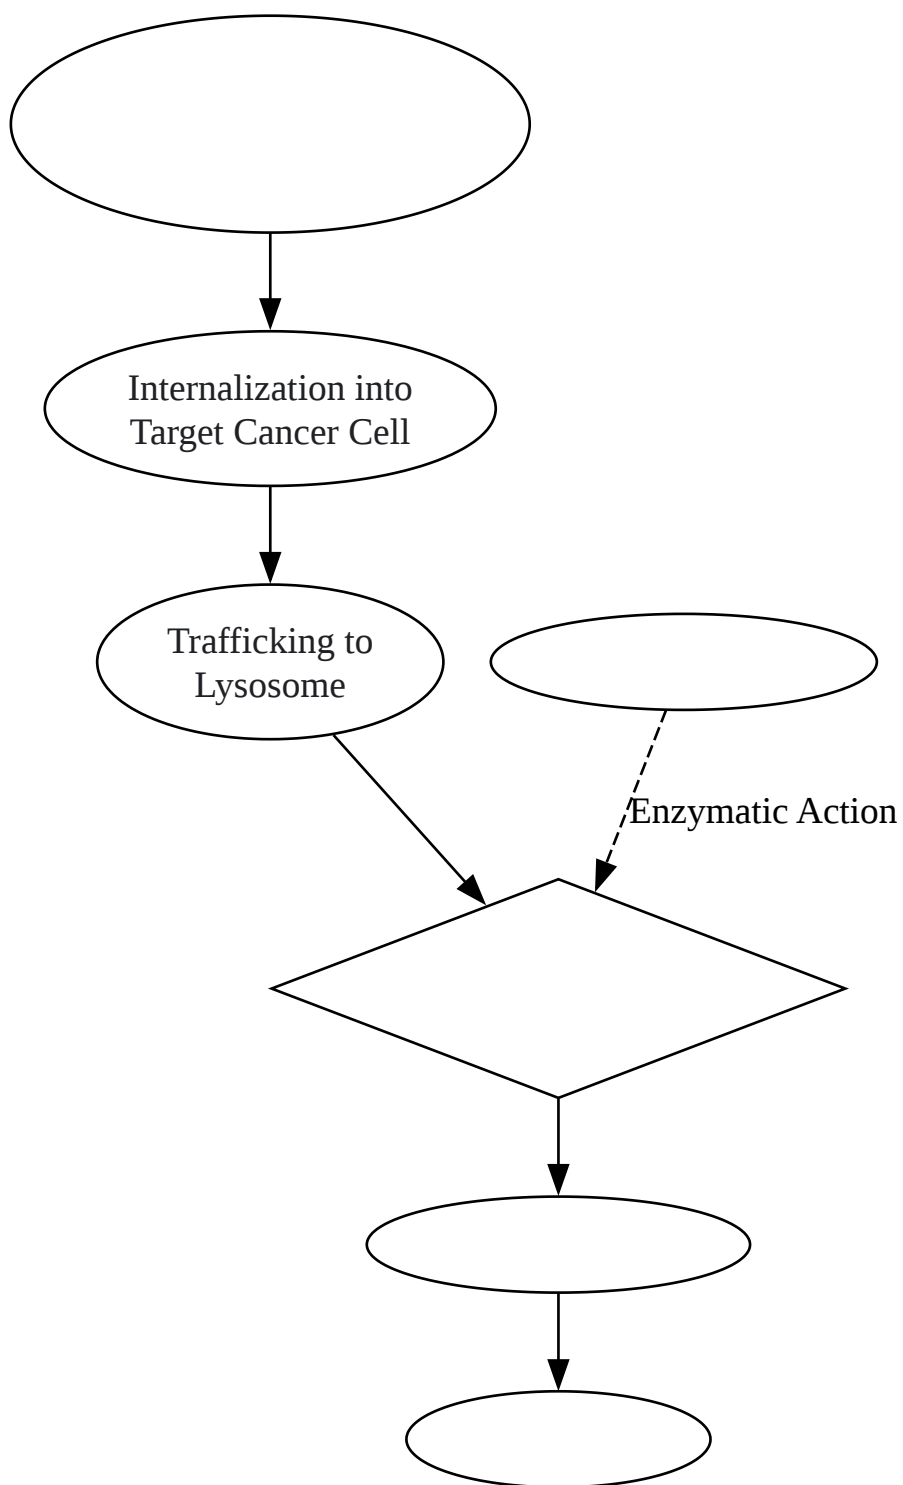 Internalization into
Target Cancer Cell
Trafficking to
Lysosome
Enzymatic Action